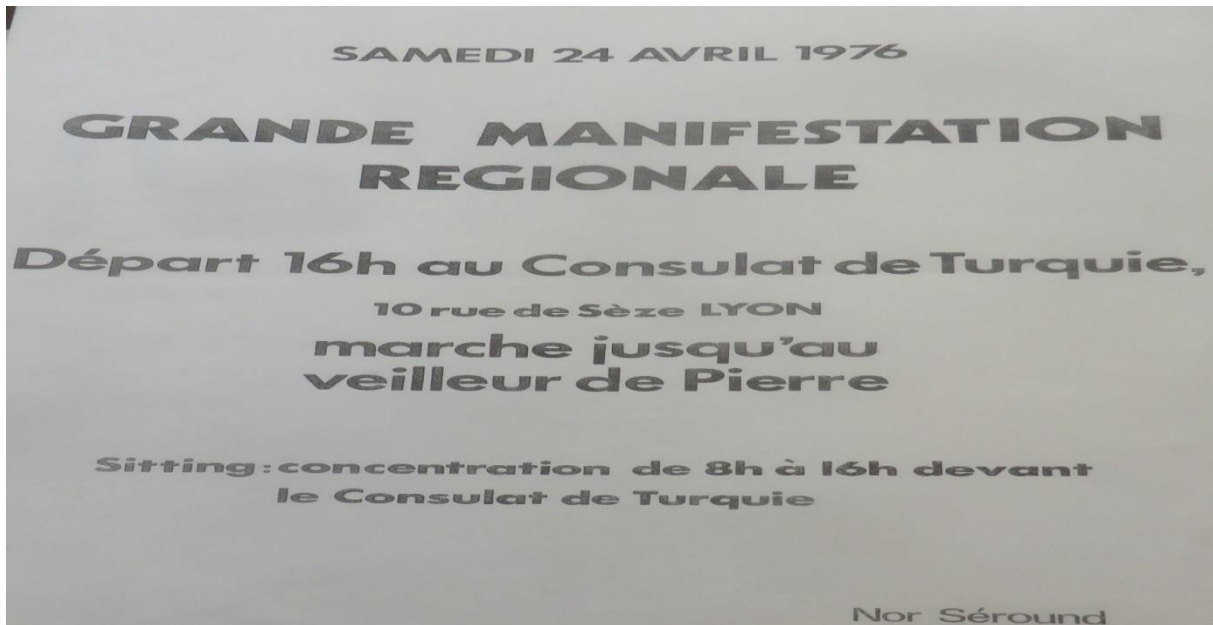 SAMEDI 24 AVRIL 1976
GRANDE MANIFESTATION
REGIONALE
Départ 16h au Consulat de Turquie,
10 rue de Sèze LYON
marche jusqu'au
veilleur de Pierre
Sitting : concentration de 8h à 16h devant
le Consulat de Turquie
Nor Séround